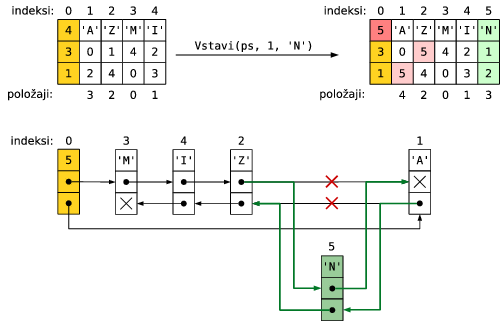 indeksi: 0 1 2 3 4
4 'A' 'Z' 'M' 'I'
3 0 1 4 2
1 2 4 0 3
položaji: 3 2 0 1
Vstavi(ps, 1, 'N')
indeksi: 0 1 2 3 4 5
5 'A' 'Z' 'M' 'I' 'N'
3 0 5 4 2 1
1 5 4 0 3 2
položaji: 4 2 0 1 3
indeksi: 0 3 4 2 1
5 'M' 'I' 'Z' 'A'
5
'N'